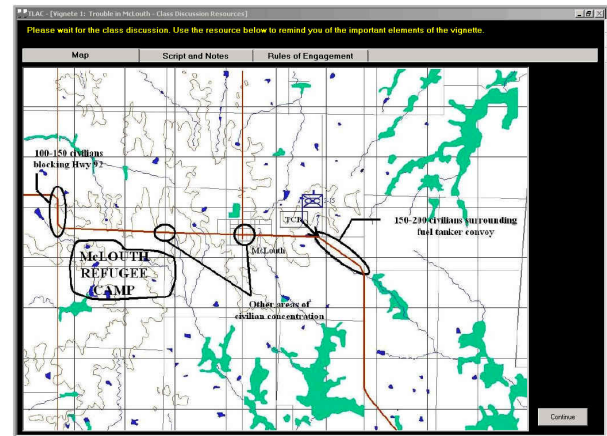 TLAC - [Vignete 1: Trouble in McLouth - Class Discussion Resources]
Please wait for the class discussion. Use the resource below to remind you of the important elements of the vignette.
Map
Script and Notes
Rules of Engagement
100-150 civilians
blocking Hwy 92
TCP
150-200 civilians surrounding
fuel tanker convoy
McLouth
McLOUTH
REFUGEE
CAMP
Other areas of
civilian concentration
Continue